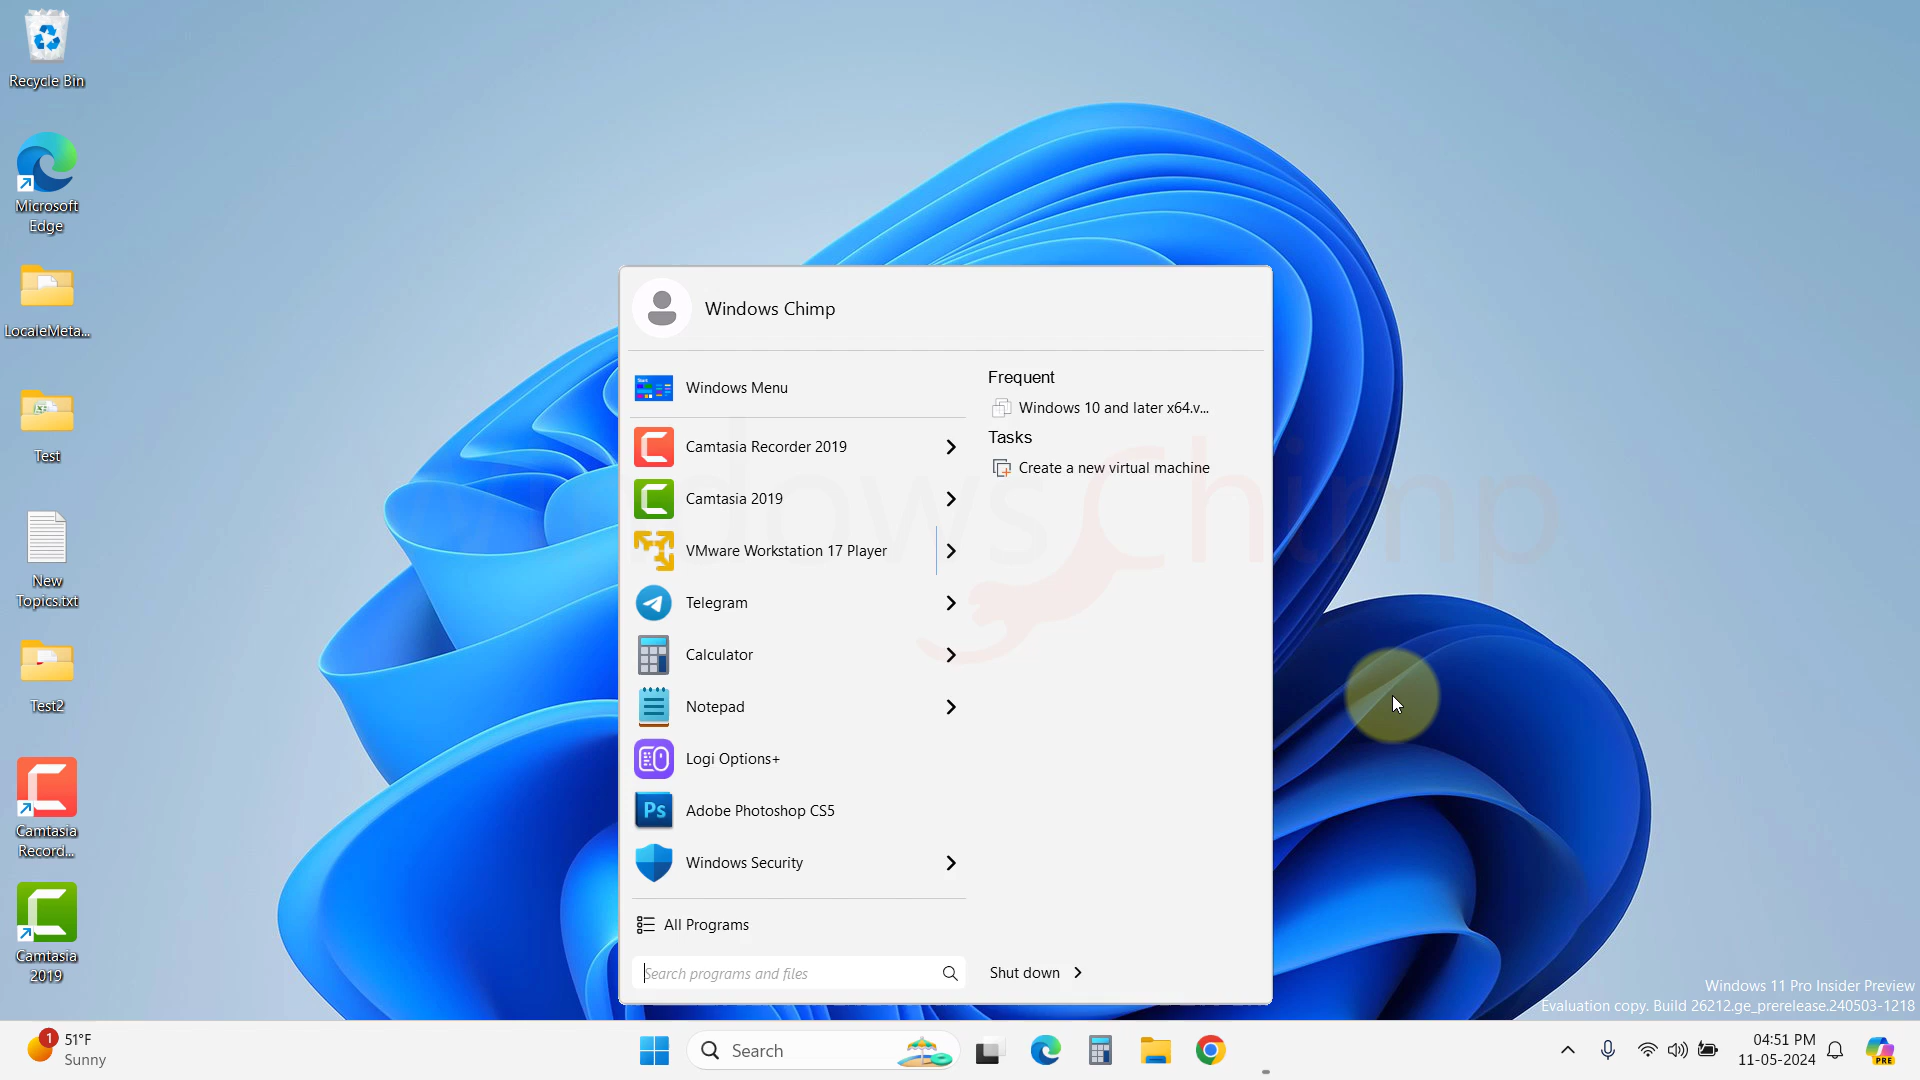 Recycle Bin
Microsoft
Edge
LocaleMeta...
Test
New
Topics.txt
Test2
Camtasia
Record...
Camtasia
2019
Windows Chimp
Windows Menu
Camtasia Recorder 2019
Camtasia 2019
VMware Workstation 17 Player
Telegram
Calculator
Notepad
Logi Options+
Ps
Adobe Photoshop CS5
Windows Security
All Programs
Search programs and files
Frequent
Windows 10 and later x64.v...
Tasks
Create a new virtual machine
Shut down
Windows 11 Pro Insider Preview
Evaluation copy. Build 26212.ge_prerelease.240503-1218
1
51°F
Sunny
Search
04:51 PM
11-05-2024
PRE